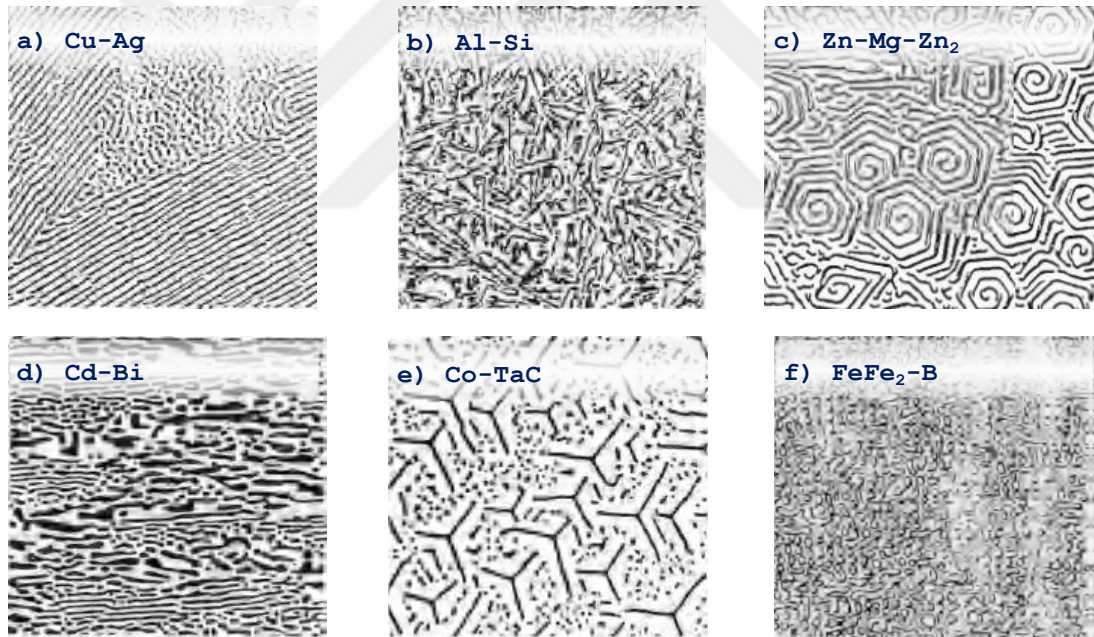 a) Cu-Ag
b) Al-Si
c) Zn-Mg-Zn₂
d) Cd-Bi
e) Co-TaC
f) FeFe₂-B